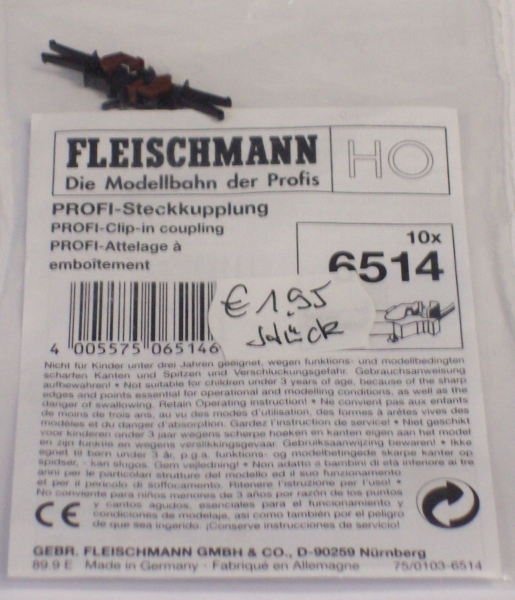 FLEISCHMANN HO
Die Modellbahn der Profis
PROFI-Steckkupplung
PROFI-Clip-in coupling
PROFI-Attelage à
emboîtement
10x
6514
€ 1,95
Stück
4 005575 065146
Nicht für Kinder unter drei Jahren geeignet, wegen funktions- und modellbedingten
scharfen Kanten und Spitzen und Verschluckungsgefahr. Gebrauchsanweisung
aufbewahren! • Not suitable for children under 3 years of age, because of the sharp
edges and points essential for operational and modelling conditions, as well as the
danger of swallowing. Retain Operating instruction! • Ne convient pas aux enfants
de moins de trois ans, au vu des modes d'utilisation, des formes à arêtes vives des
modèles et du danger d'absorption. Gardez l'instruction de service! • Niet geschikt
voor kinderen onder 3 jaar wegens scherpe hoeken en kanten eigen aan het model
en zijn funktie en wegens verslikkingsgevaar. Gebruiksaanwijzing bewaren! • Ikke
egnet til børn under 3 år, p.g.a. funktions- og modelbetingede skarpe kanter og
spidser, - kan sluges. Gem vejledning! • Non adatto a bambini di età inferiore ai tre
anni per le particolari strutture del modello ed il suo funzionamento
et per il pericolo di soffocamento. Ritenere l'istruzione per l'uso! •
No conveniente para niños menores de 3 años por razón de los puntos
y cantos agudos, esenciales para el funcionamiento y
condiciones de modelaje, asi como también por el peligro
de que sea ingerido. ¡Conserve instrucciones de servicio!
CE
GEBR. FLEISCHMANN GMBH & CO., D-90259 Nürnberg
89.9 E Made in Germany · Fabriqué en Allemagne 75/0103-6514